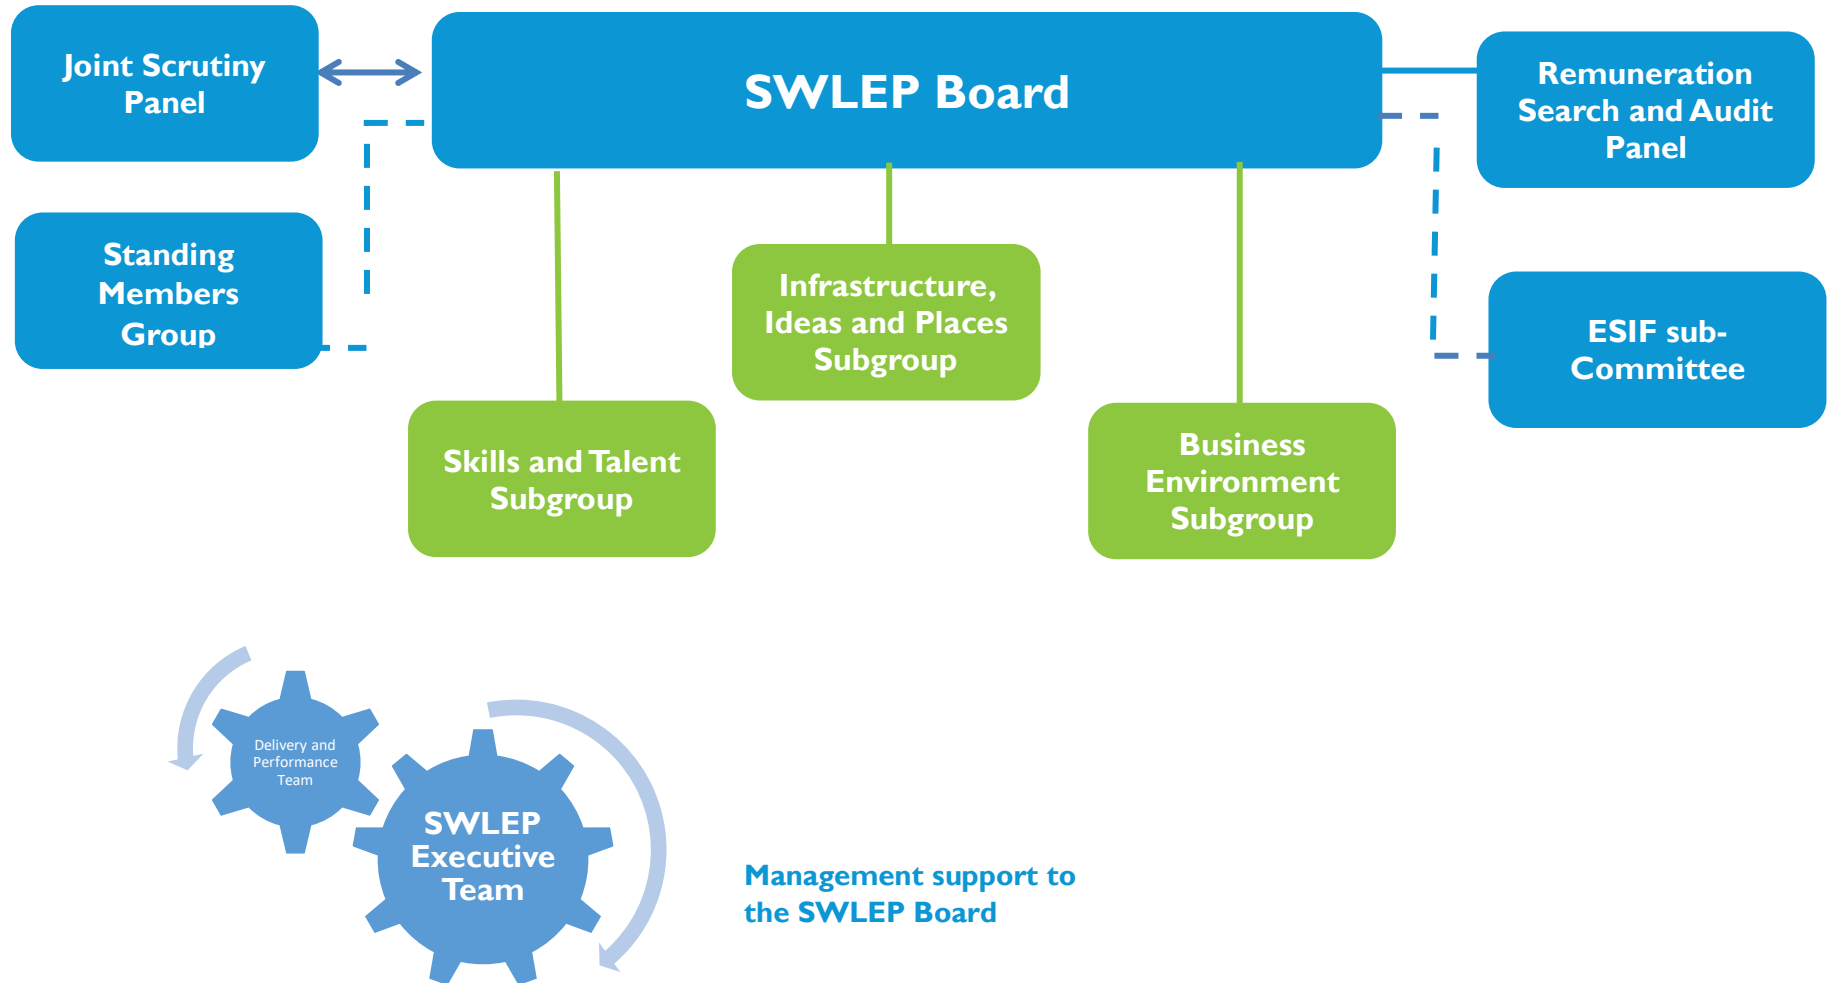 Joint Scrutiny
Panel
SWLEP Board
Remuneration
Search and Audit
Panel
Standing
Members
Group
Infrastructure,
Ideas and Places
Subgroup
ESIF sub-
Committee
Skills and Talent
Subgroup
Business
Environment
Subgroup
Delivery and
Performance
Team
SWLEP
Executive
Team
Management support to
the SWLEP Board